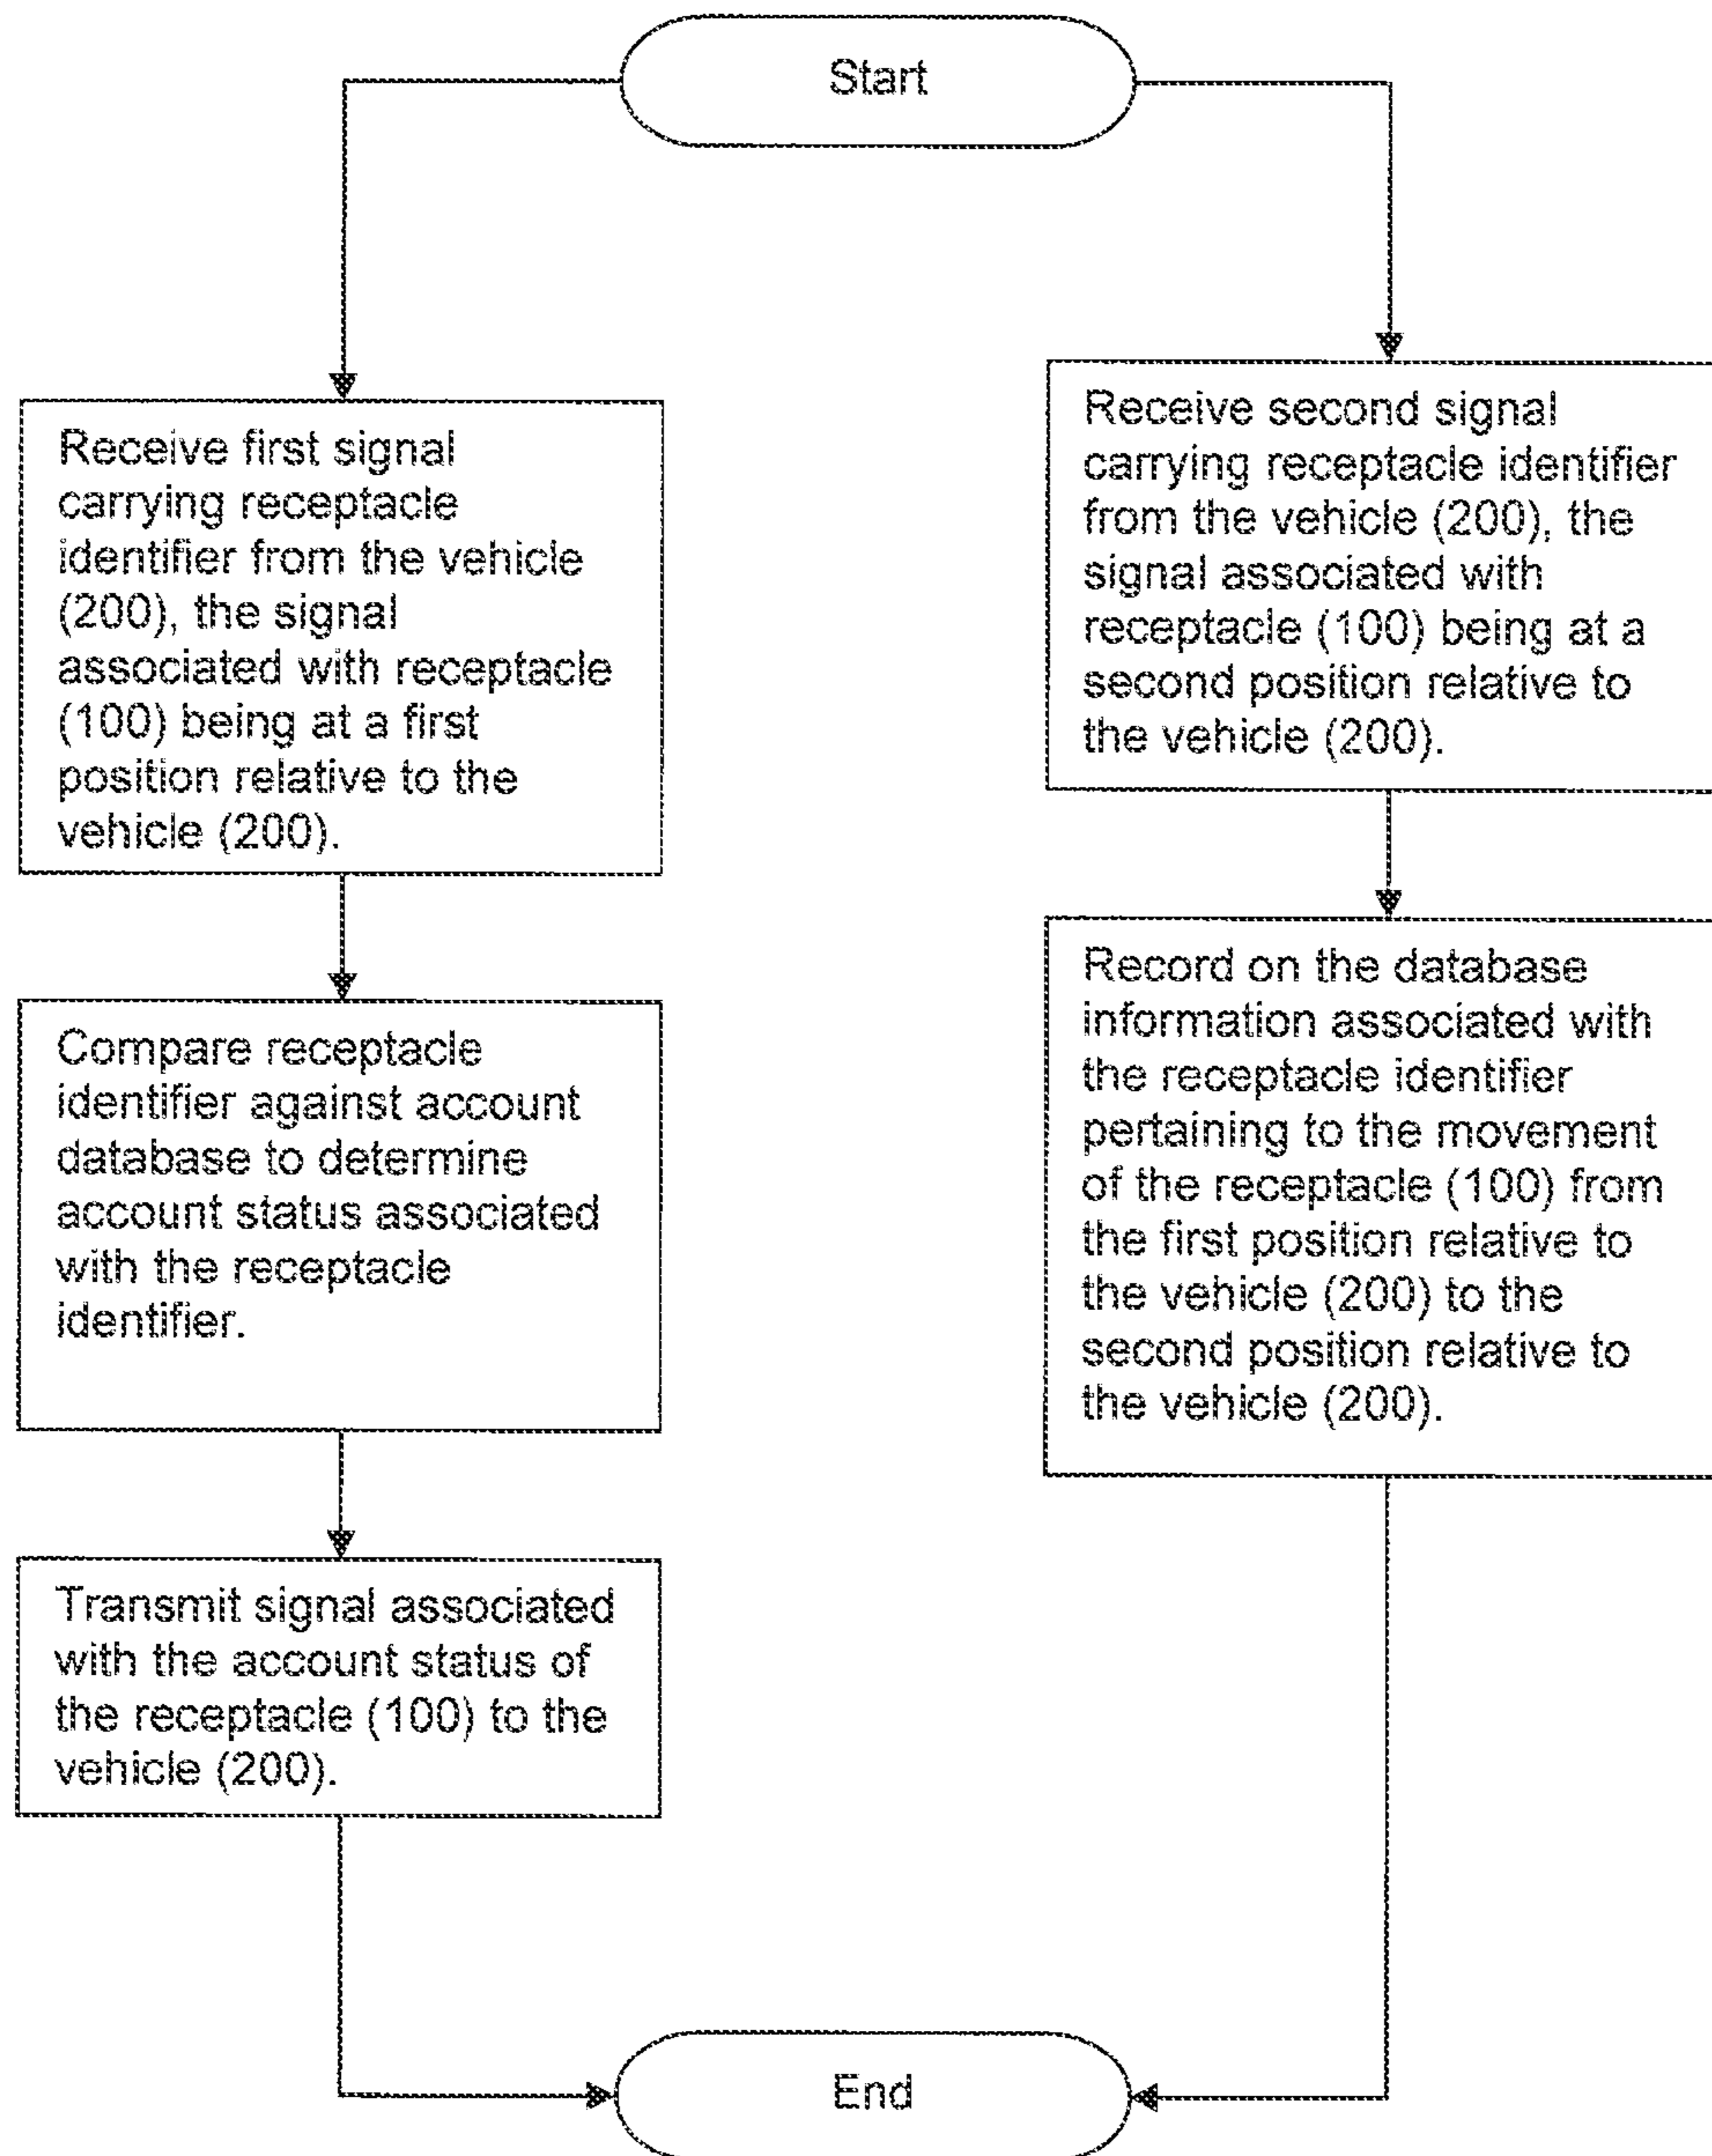 Start
Receive first signal
carrying receptacle
identifier from the vehicle
(200), the signal
associated with receptacle
(100) being at a first
position relative to the
vehicle (200).
Compare receptacle
identifier against account
database to determine
account status associated
with the receptacle
identifier.
Transmit signal associated
with the account status of
the receptacle (100) to the
vehicle (200).
Receive second signal
carrying receptacle identifier
from the vehicle (200), the
signal associated with
receptacle (100) being at a
second position relative to
the vehicle (200).
Record on the database
information associated with
the receptacle identifier
pertaining to the movement
of the receptacle (100) from
the first position relative to
the vehicle (200) to the
second position relative to
the vehicle (200).
End